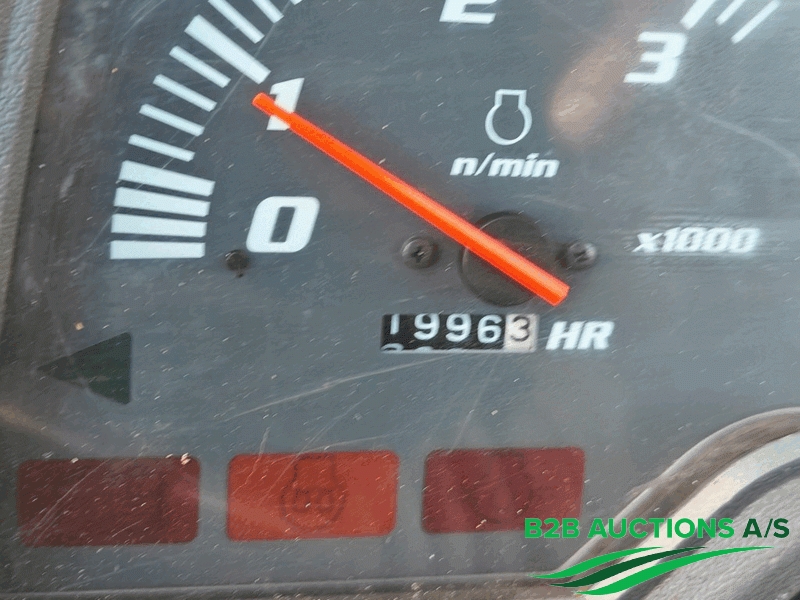 2
3
1
n/min
0
x1000
19963 HR
B2B AUCTIONS A/S